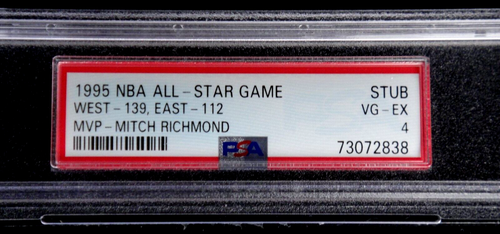 1995 NBA ALL-STAR GAME STUB
WEST-139, EAST-112 VG-EX
MVP-MITCH RICHMOND 4
PSA 73072838